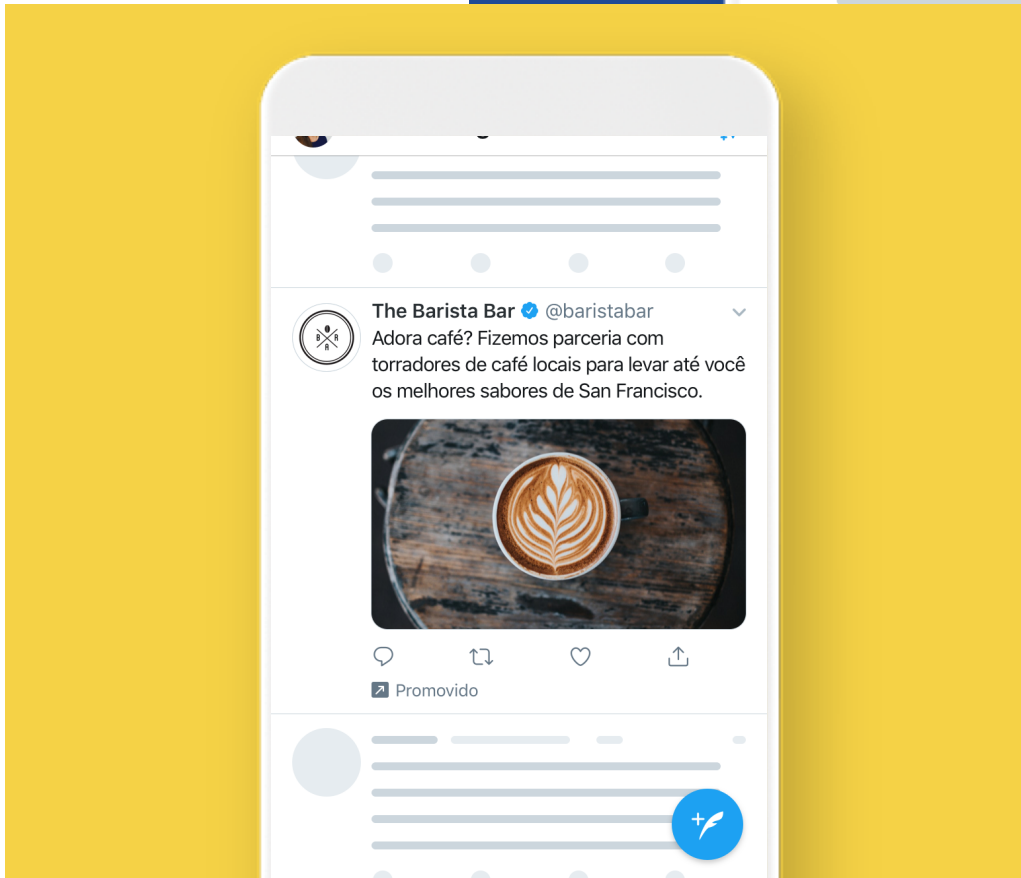 The Barista Bar @baristabar
Adora café? Fizemos parceria com
torradores de café locais para levar até você
os melhores sabores de San Francisco.
B A
R
Promovido